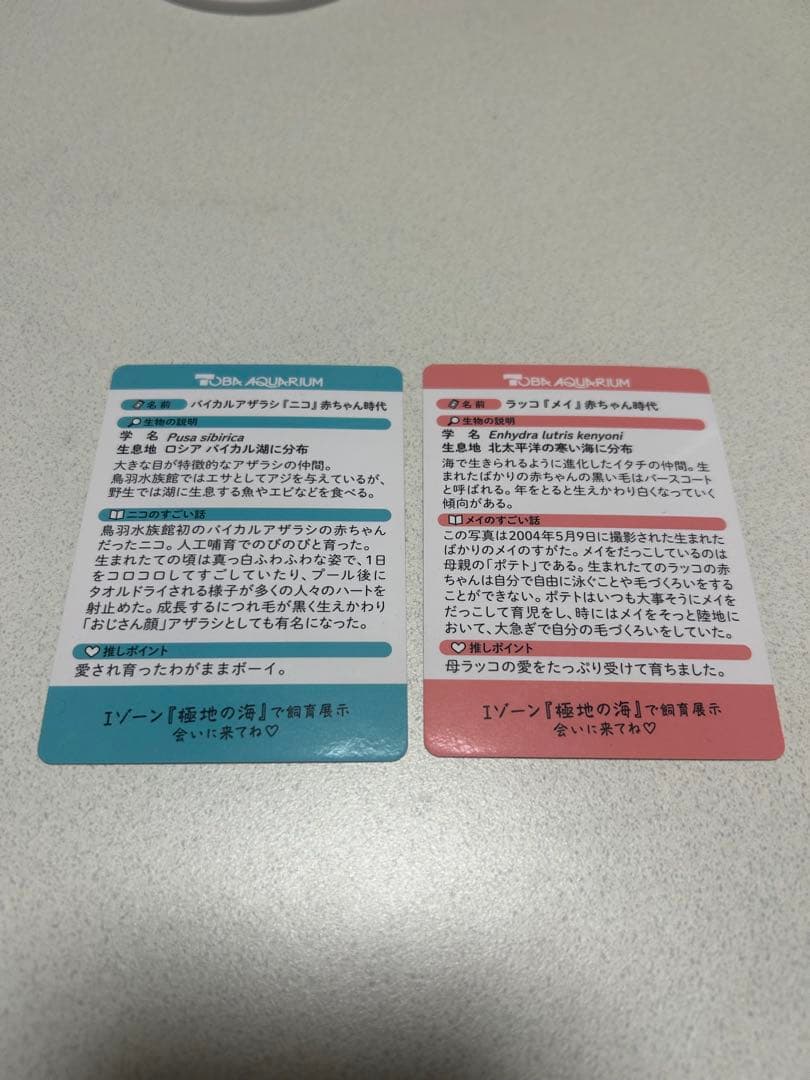 TOBA AQUARIUM
名前 バイカルアザラシ『ニコ』赤ちゃん時代
生物の説明
学 名 Pusa sibirica
生息地 ロシア バイカル湖に分布
大きな目が特徴的なアザラシの仲間。
鳥羽水族館ではエサとしてアジを与えているが、
野生では湖に生息する魚やエビなどを食べる。
ニコのすごい話
鳥羽水族館初のバイカルアザラシの赤ちゃん
だったニコ。人工哺育でのびのびと育った。
生まれたての頃は真っ白ふわふわな姿で、1日
をコロコロしてすごしていたり、プール後に
タオルドライされる様子が多くの人々のハートを
射止めた。成長するにつれ毛が黒く生えかわり
「おじさん顔」アザラシとしても有名になった。
推しポイント
愛され育ったわがままボーイ。
Iゾーン『極地の海』で飼育展示
会いに来てね♡
TOBA AQUARIUM
名前 ラッコ『メイ』赤ちゃん時代
生物の説明
学 名 Enhydra lutris kenyoni
生息地 北太平洋の寒い海に分布
海で生きられるように進化したイタチの仲間。生
まれたばかりの赤ちゃんの黒い毛はバースコート
と呼ばれる。年をとると生えかわり白くなっていく
傾向がある。
メイのすごい話
この写真は2004年5月9日に撮影された生まれた
ばかりのメイのすがた。メイをだっこしているのは
母親の「ポテト」である。生まれたてのラッコの赤
ちゃんは自分で自由に泳ぐことや毛づくろいをする
ことができない。ポテトはいつも大事そうにメイを
だっこして育児をし、時にはメイをそっと陸地に
おいて、大急ぎで自分の毛づくろいをしていた。
推しポイント
母ラッコの愛をたっぷり受けて育ちました。
Iゾーン『極地の海』で飼育展示
会いに来てね♡